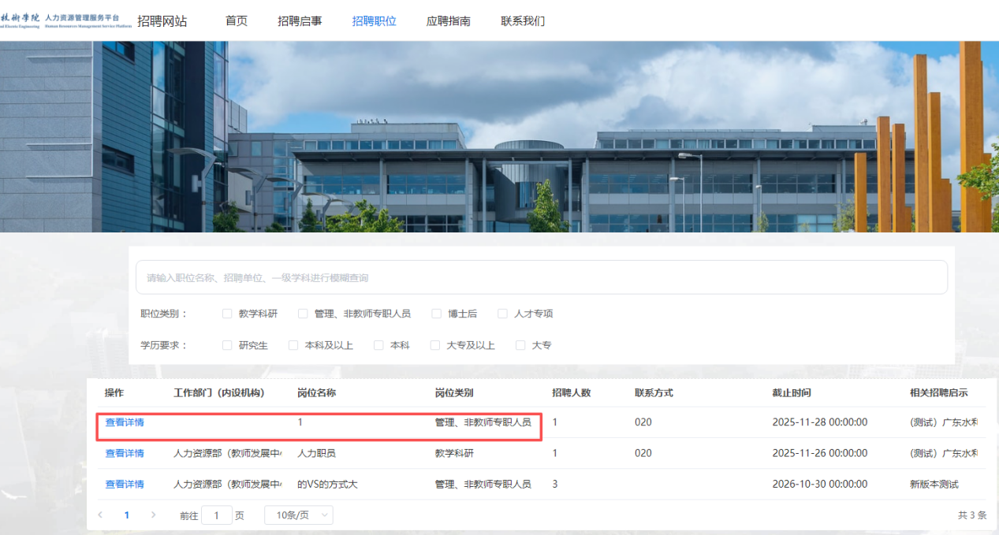 人力资源管理服务平台
Human Resources Management Service Platform
招聘网站 首页 招聘启事 招聘职位 应聘指南 联系我们
请输入职位名称、招聘单位、一级学科进行模糊查询
职位类别： 教学科研 管理、非教师专职人员 博士后 人才专项
学历要求： 研究生 本科及以上 本科 大专及以上 大专
操作 工作部门（内设机构） 岗位名称 岗位类别 招聘人数 联系方式 截止时间 相关招聘启示
查看详情 1 管理、非教师专职人员 1 020 2025-11-28 00:00:00 (测试）广东水利
查看详情 人力资源部（教师发展中 人力职员 教学科研 1 020 2025-11-26 00:00:00 (测试）广东水利
查看详情 人力资源部（教师发展中 的VS的方式大 管理、非教师专职人员 3 2026-10-30 00:00:00 新版本测试
1 前往 1 页 10条/页 共 3 条